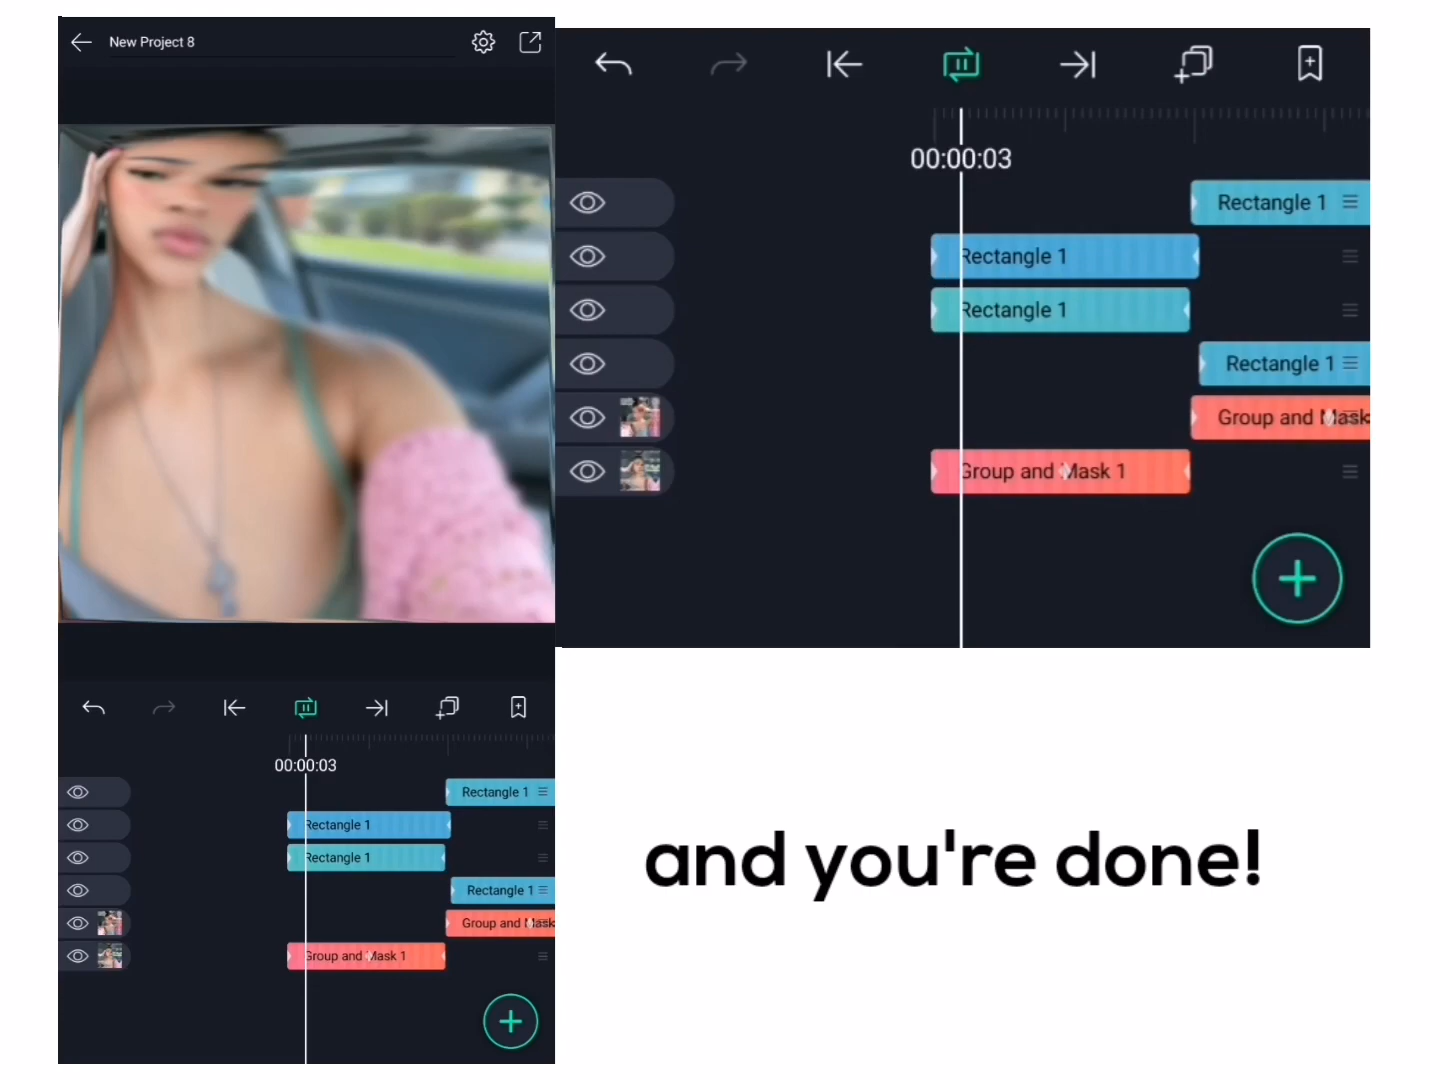 New Project 8
00:00:03
Rectangle 1
Rectangle 1
Rectangle 1
Rectangle 1
Group and Mask
Group and Mask 1
00:00:03
Rectangle 1
Rectangle 1
Rectangle 1
Rectangle 1
Group and Mask
Group and Mask 1
and you're done!